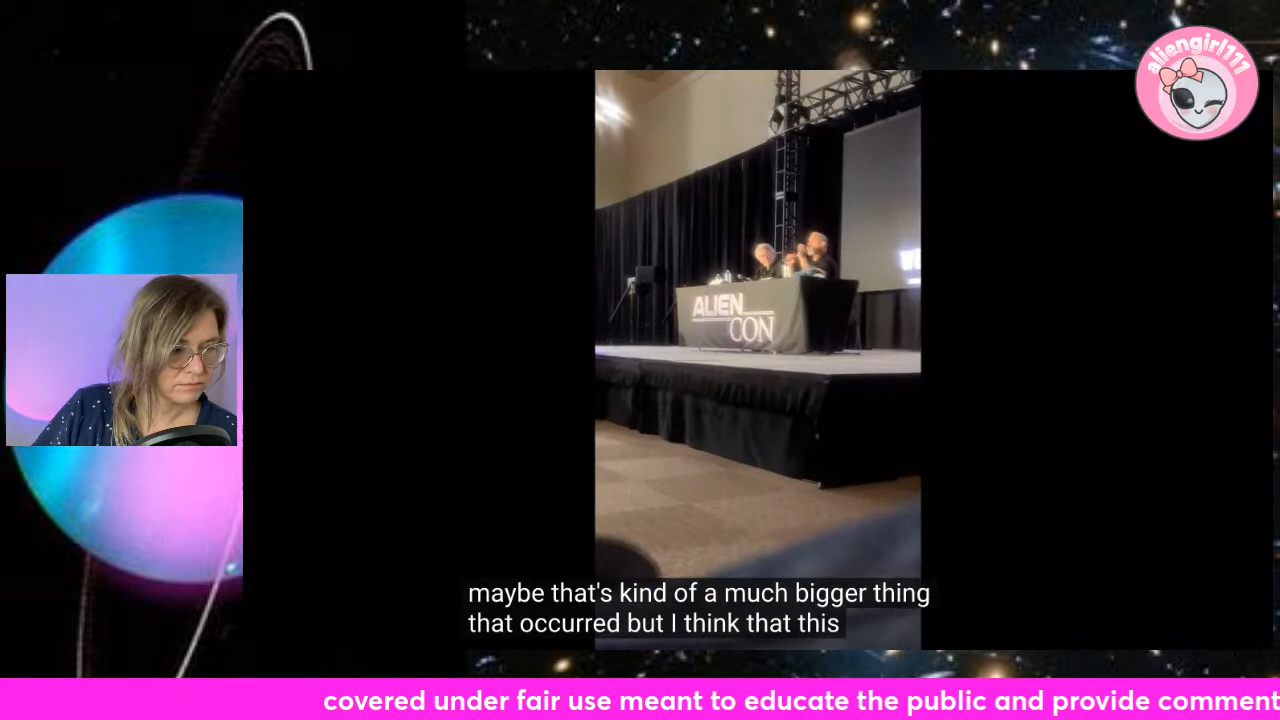 aliengirl111
ALIEN
CON
maybe that's kind of a much bigger thing
that occurred but I think that this
covered under fair use meant to educate the public and provide comment